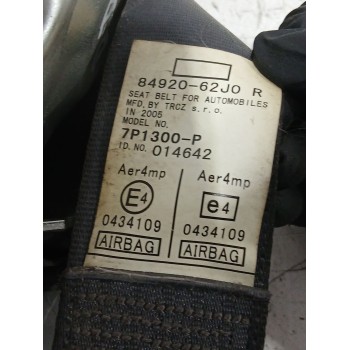 84920-62J0 R
SEAT BELT FOR AUTOMOBILES
MFD. BY TRCZ s.r.o.
IN 2005
MODEL NO.
7P1300-P
ID. NO. 014642
Aer4mp Aer4mp
E4 e4
0434109 0434109
AIRBAG AIRBAG